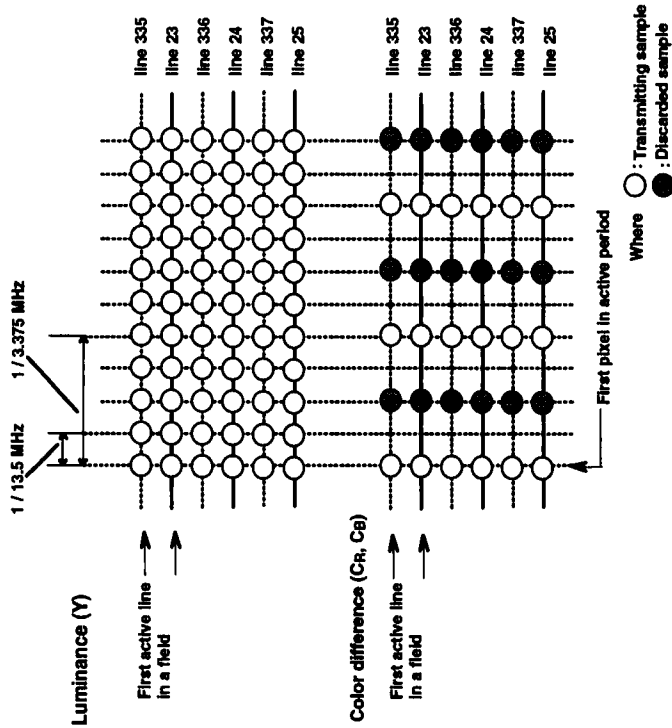 1 / 13.5 MHz
1 / 3.375 MHz
Luminance (Y)
First active line
in a field
line 335
line 23
line 336
line 24
line 337
line 25
Color difference (CR, CB)
First active line
in a field
line 335
line 23
line 336
line 24
line 337
line 25
First pixel in active period
Where
: Transmitting sample
: Discarded sample